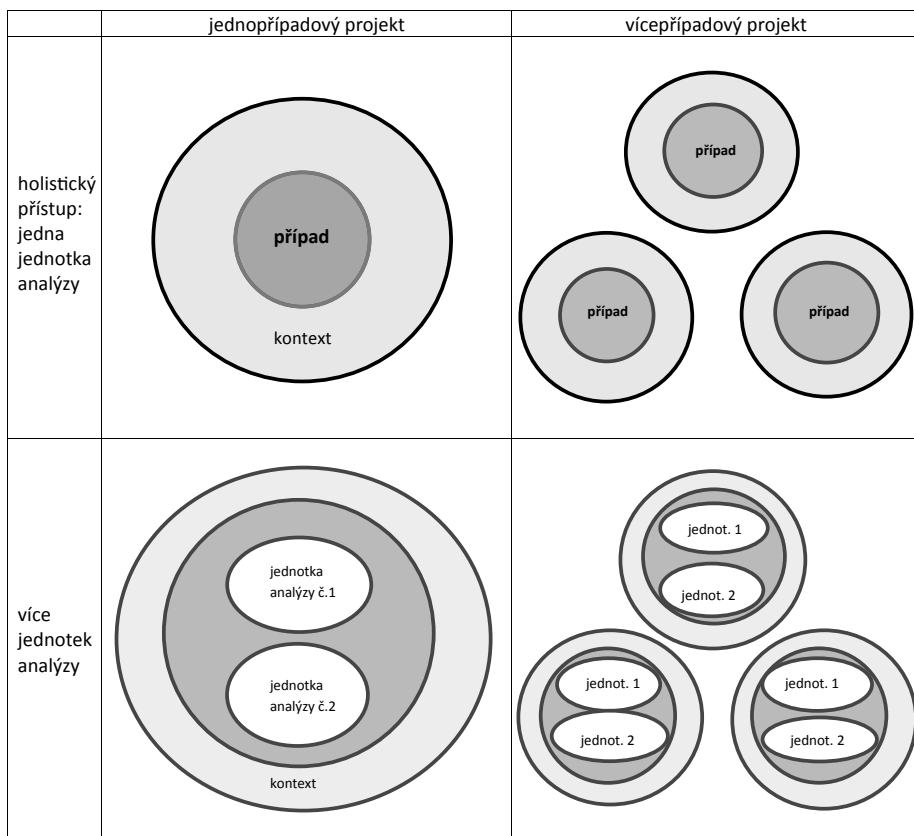 jednopřípadový projekt
vícepřípadový projekt
holistický
přístup:
jedna
jednotka
analýzy
případ
kontext
případ
případ
případ
více
jednotek
analýzy
jednotka
analýzy č.1
jednotka
analýzy č.2
kontext
jednot. 1
jednot. 2
jednot. 1
jednot. 2
jednot. 1
jednot. 2